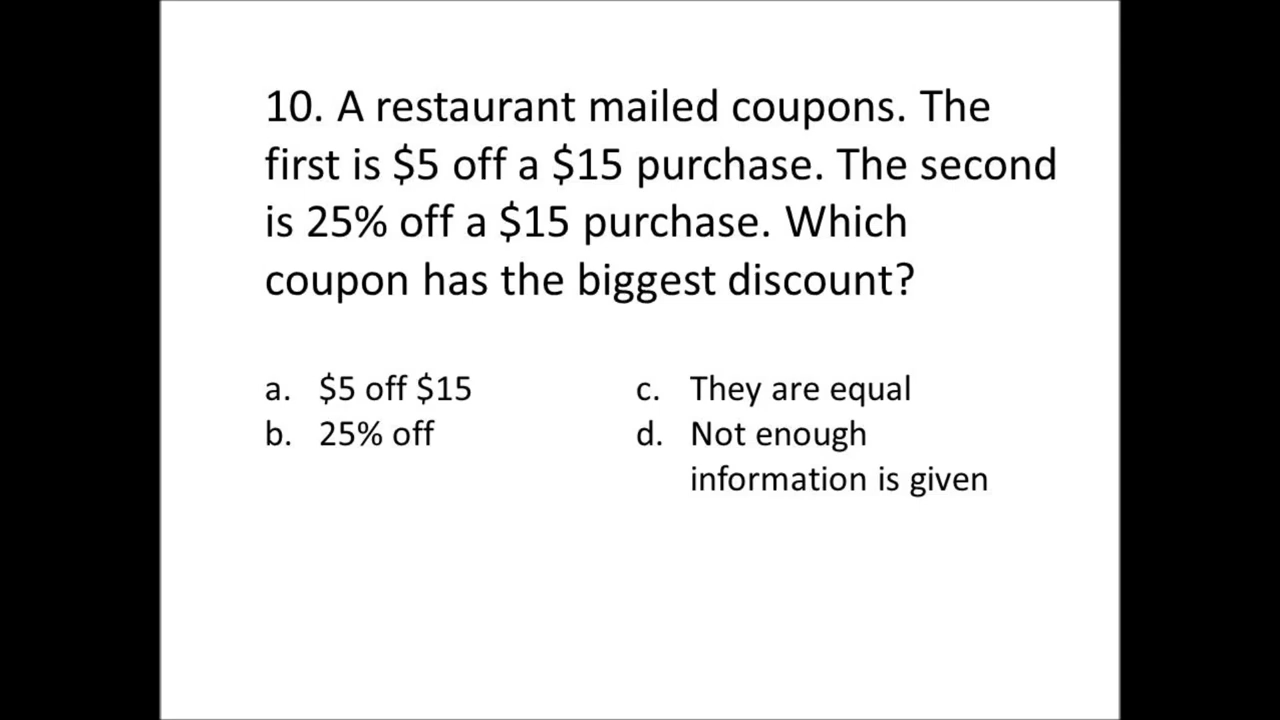 10. A restaurant mailed coupons. The
first is $5 off a $15 purchase. The second
is 25% off a $15 purchase. Which
coupon has the biggest discount?
a. $5 off $15
b. 25% off
c. They are equal
d. Not enough
information is given